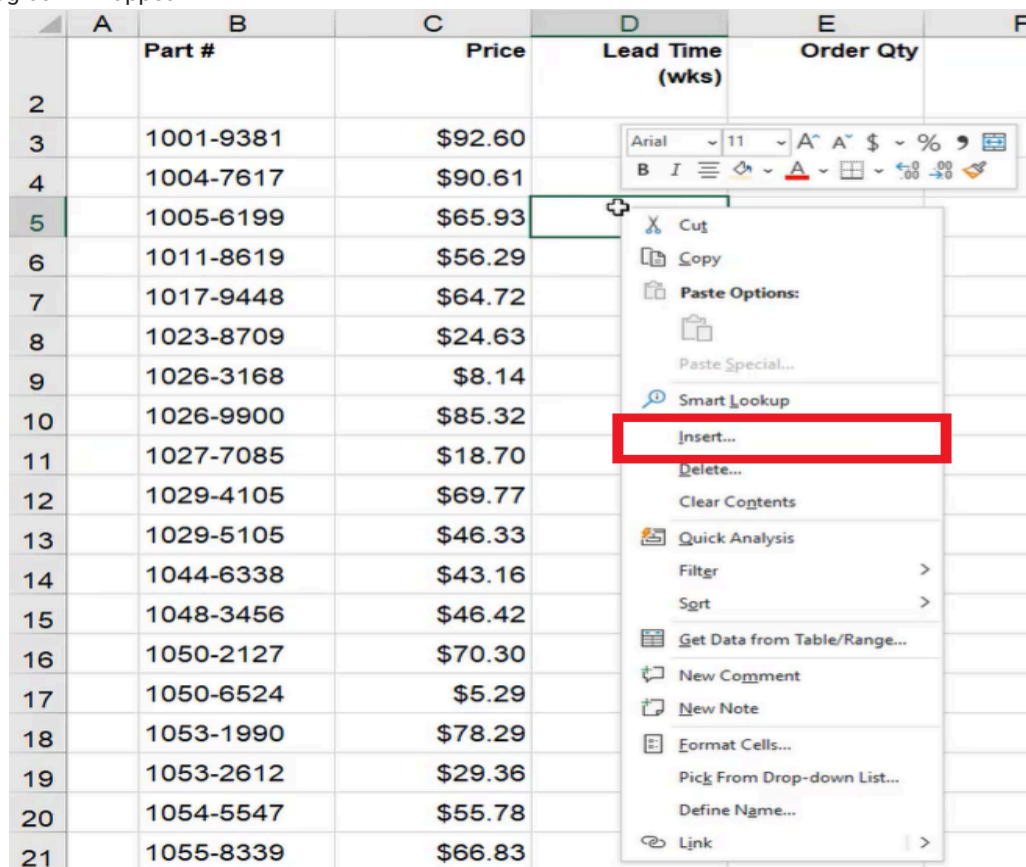 A B C D E F
Part # Price Lead Time Order Qty
(wks)
2
3 1001-9381 $92.60 Arial 11 A^ A˅ $ % ,
4 1004-7617 $90.61 B I A
5 1005-6199 $65.93 Cut
6 1011-8619 $56.29 Copy
7 1017-9448 $64.72 Paste Options:
8 1023-8709 $24.63
Paste Special...
9 1026-3168 $8.14 Smart Lookup
10 1026-9900 $85.32 Insert...
11 1027-7085 $18.70 Delete...
12 1029-4105 $69.77 Clear Contents
13 1029-5105 $46.33 Quick Analysis
14 1044-6338 $43.16 Filter >
15 1048-3456 $46.42 Sort >
16 1050-2127 $70.30 Get Data from Table/Range...
17 1050-6524 $5.29 New Comment
New Note
18 1053-1990 $78.29 Format Cells...
19 1053-2612 $29.36 Pick From Drop-down List...
20 1054-5547 $55.78 Define Name...
21 1055-8339 $66.83 Link >